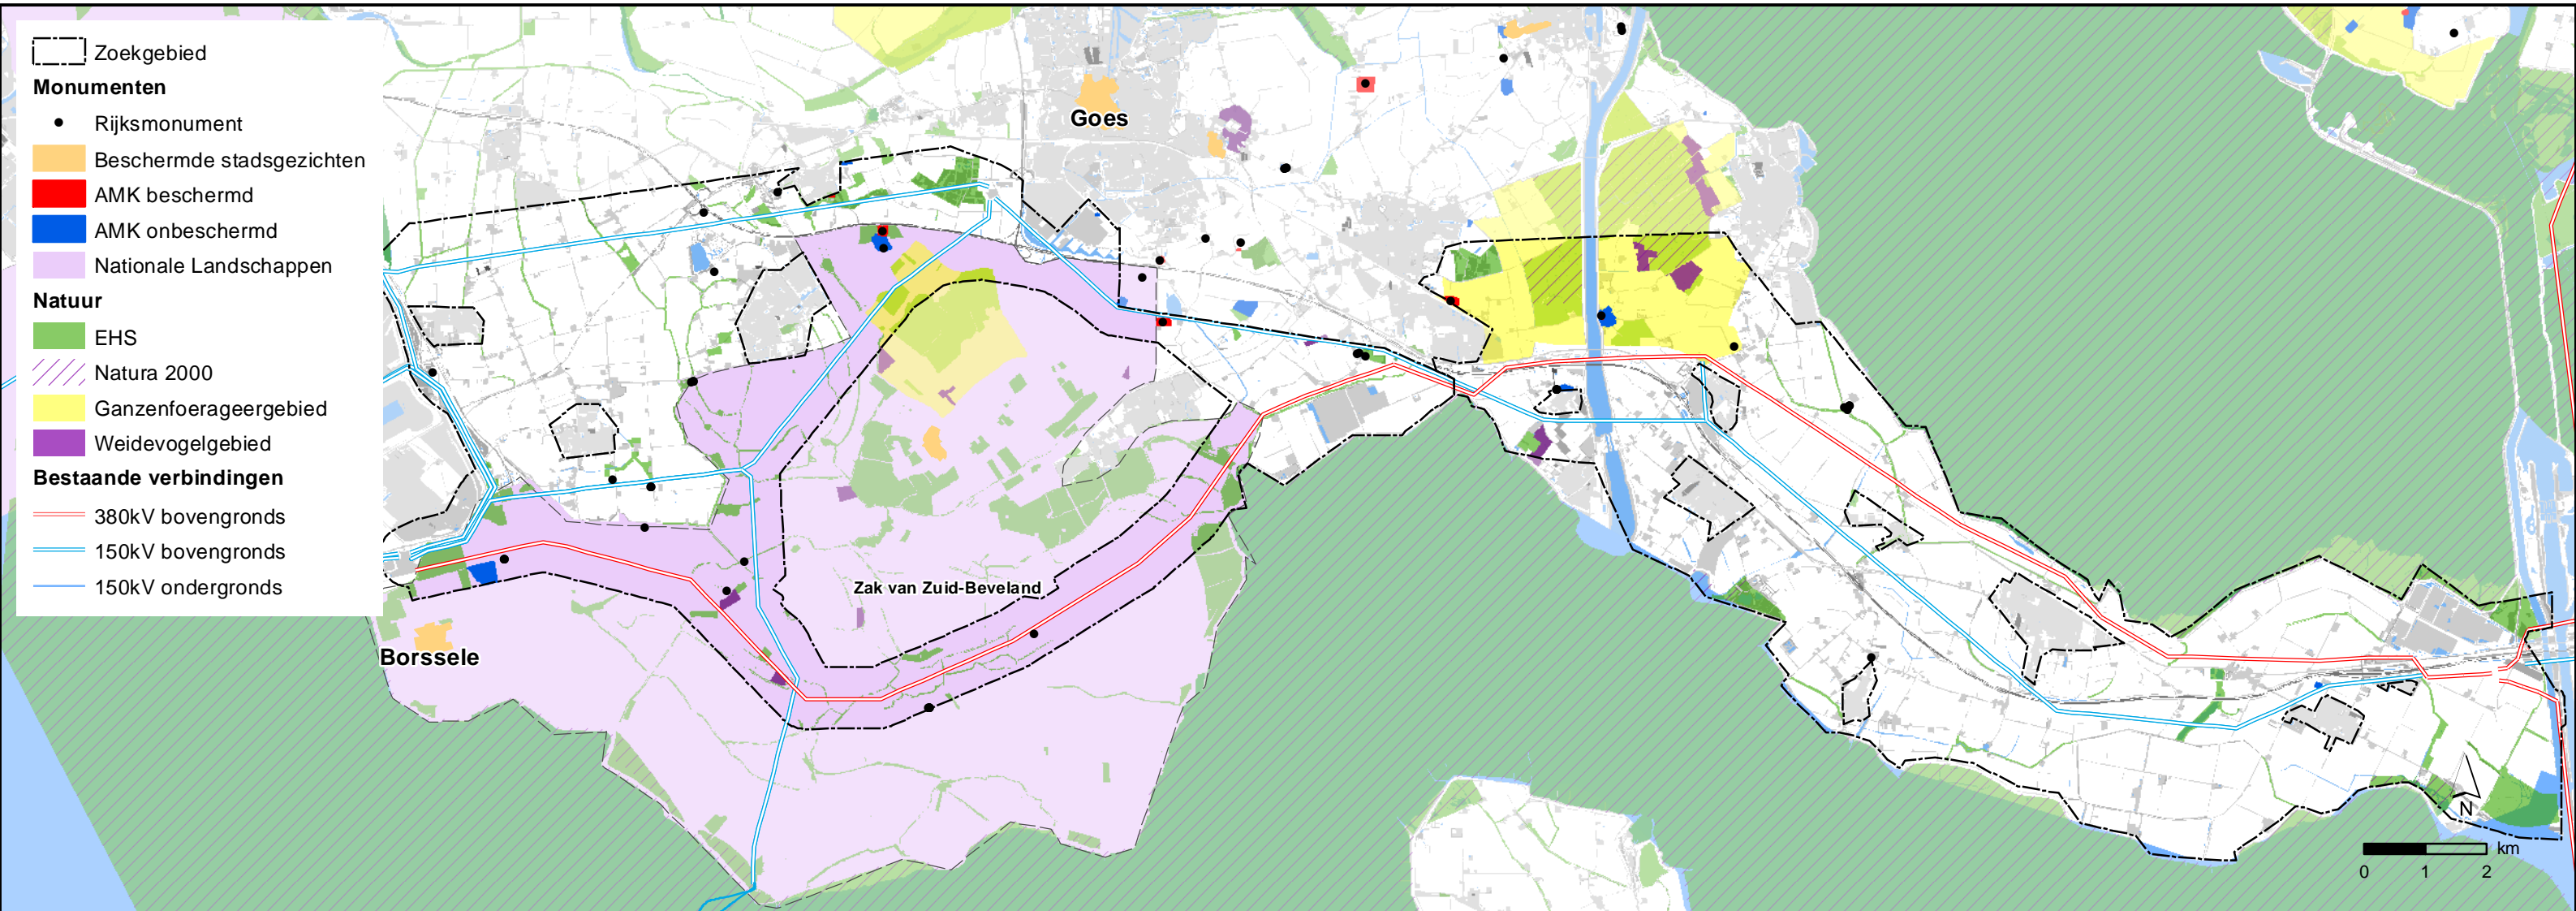 Zoekgebied
Monumenten
Rijksmonument
Beschermde stadsgezichten
AMK beschermd
AMK onbeschermd
Nationale Landschappen
Natuur
EHS
Natura 2000
Ganzenfoerageergebied
Weidevogelgebied
Bestaande verbindingen
380kV bovengronds
150kV bovengronds
150kV ondergronds
Goes
Zak van Zuid-Beveland
Borssele
N
km
0 1 2